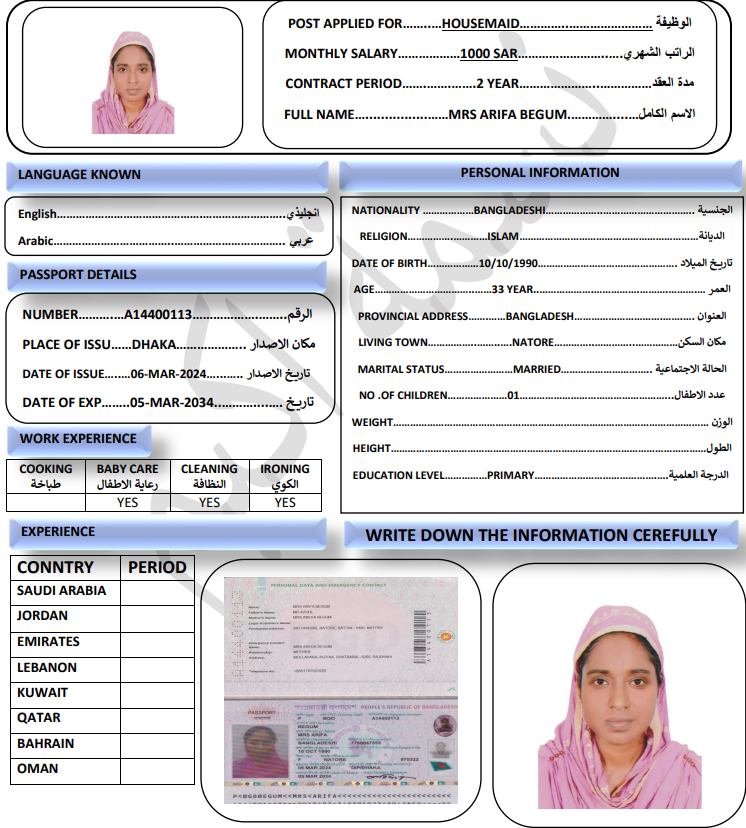 POST APPLIED FOR……..…HOUSEMAID……………..………………… الوظيفة
MONTHLY SALARY………………1000 SAR………………………….…... الراتب الشهري
CONTRACT PERIOD……..………….2 YEAR………………………… مدة العقد
FULL NAME……...…………..MRS ARIFA BEGUM……………..... الاسم الكامل
LANGUAGE KNOWN
English………………………………………………………… انجليذي
Arabic………………………………………………………… عربي
PASSPORT DETAILS
NUMBER…………A14400113……………………..الرقم
PLACE OF ISSU……DHAKA……………….. مكان الاصدار
DATE OF ISSUE…..…06-MAR-2024………….. تاريخ الاصدار
DATE OF EXP…..05-MAR-2034…..………….. تاريخ
WORK EXPERIENCE
COOKING BABY CARE CLEANING IRONING
طباخة رعاية الاطفال النظافة الكوي
YES YES YES
EXPERIENCE
CONNTRY PERIOD
SAUDI ARABIA
JORDAN
EMIRATES
LEBANON
KUWAIT
QATAR
BAHRAIN
OMAN
PERSONAL INFORMATION
NATIONALITY ……………BANGLADESHI……………………………………… الجنسية
RELIGION……………………ISLAM………………………………………………الديانة
DATE OF BIRTH……………10/10/1990…………………………………… تاريخ الميلاد
AGE……………………………33 YEAR……………………………………………… العمر
PROVINCIAL ADDRESS…………BANGLADESH…………………………… العنوان
LIVING TOWN……………………NATORE…………………………………… مكان السكن
MARITAL STATUS…………………MARRIED…………………………… الحالة الاجتماعية
NO .OF CHILDREN…………………01……………………………………… عدد الاطفال
WEIGHT……………………………………………………………………………… الوزن
HEIGHT……………………………………………………………………………… الطول
EDUCATION LEVEL……………PRIMARY……………………………………الدرجة العلمية
WRITE DOWN THE INFORMATION CEREFULLY
PERSONAL DATA AND EMERGENCY CONTACT
MRS ARIFA BEGUM
PASSPORT
PEOPLE'S REPUBLIC OF BANGLADESH
P BGD A14400113
BEGUM
MRS ARIFA
BANGLADESHI
10 OCT 1990
F NATORE
06 MAR 2024 DIP/DHAKA
P<BGDBEGUM<<MRS<ARIFA<<<<